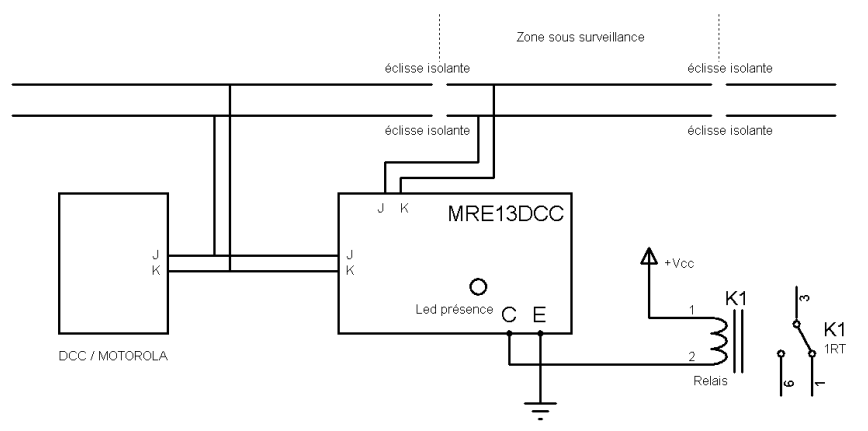 Zone sous surveillance
éclisse isolante
éclisse isolante
éclisse isolante
éclisse isolante
J K
MRE13DCC
J
K
J
K
Led présence
C E
DCC / MOTOROLA
+Vcc
1
K1
2
Relais
3
K1
1RT
6
1